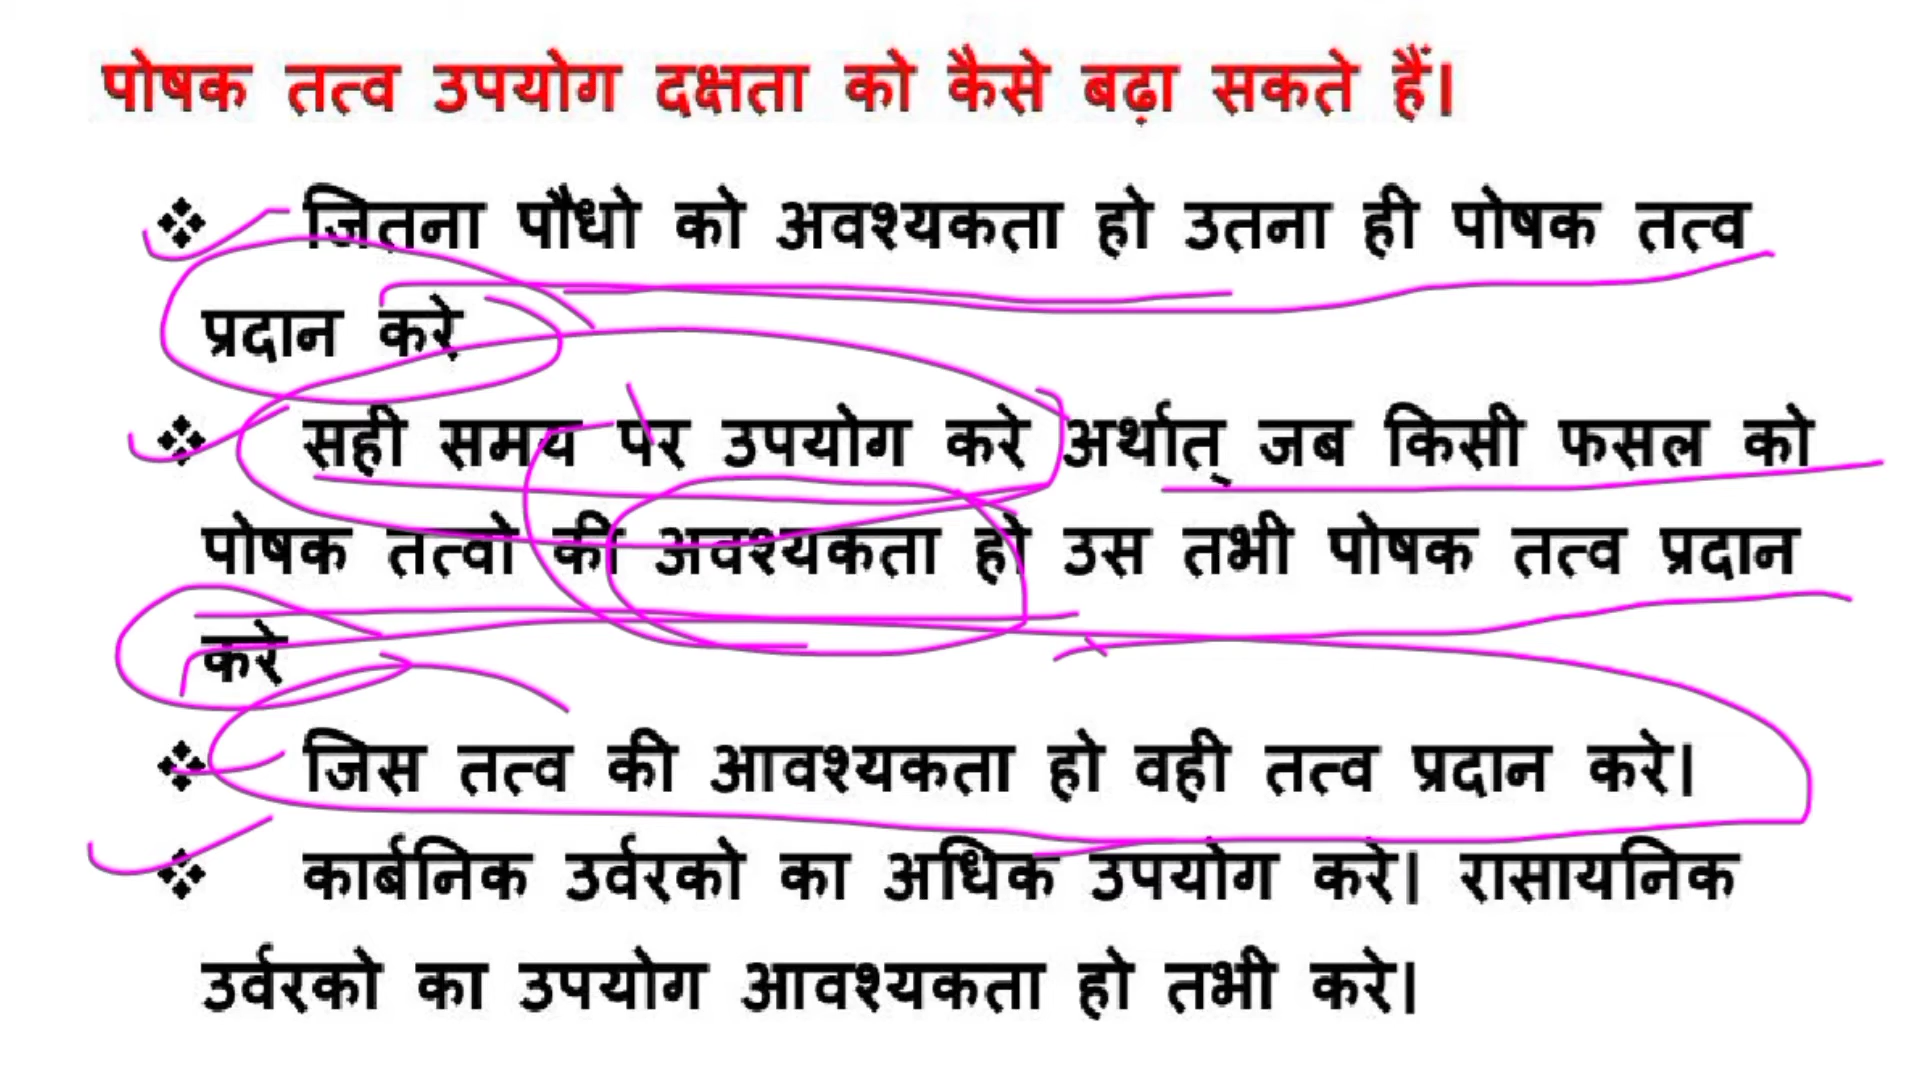 पोषक तत्व उपयोग दक्षता को कैसे बढ़ा सकते हैं।
❖ जितना पौंधो को अवश्यकता हो उतना ही पोषक तत्व
प्रदान करे
❖ सही समय पर उपयोग करे अर्थात् जब किसी फसल को
पोषक तत्वो की अवश्यकता हो उस तभी पोषक तत्व प्रदान
करे
❖ जिस तत्व की आवश्यकता हो वही तत्व प्रदान करे।
❖ कार्बनिक उर्वरको का अधिक उपयोग करे। रासायनिक
उर्वरको का उपयोग आवश्यकता हो तभी करे।